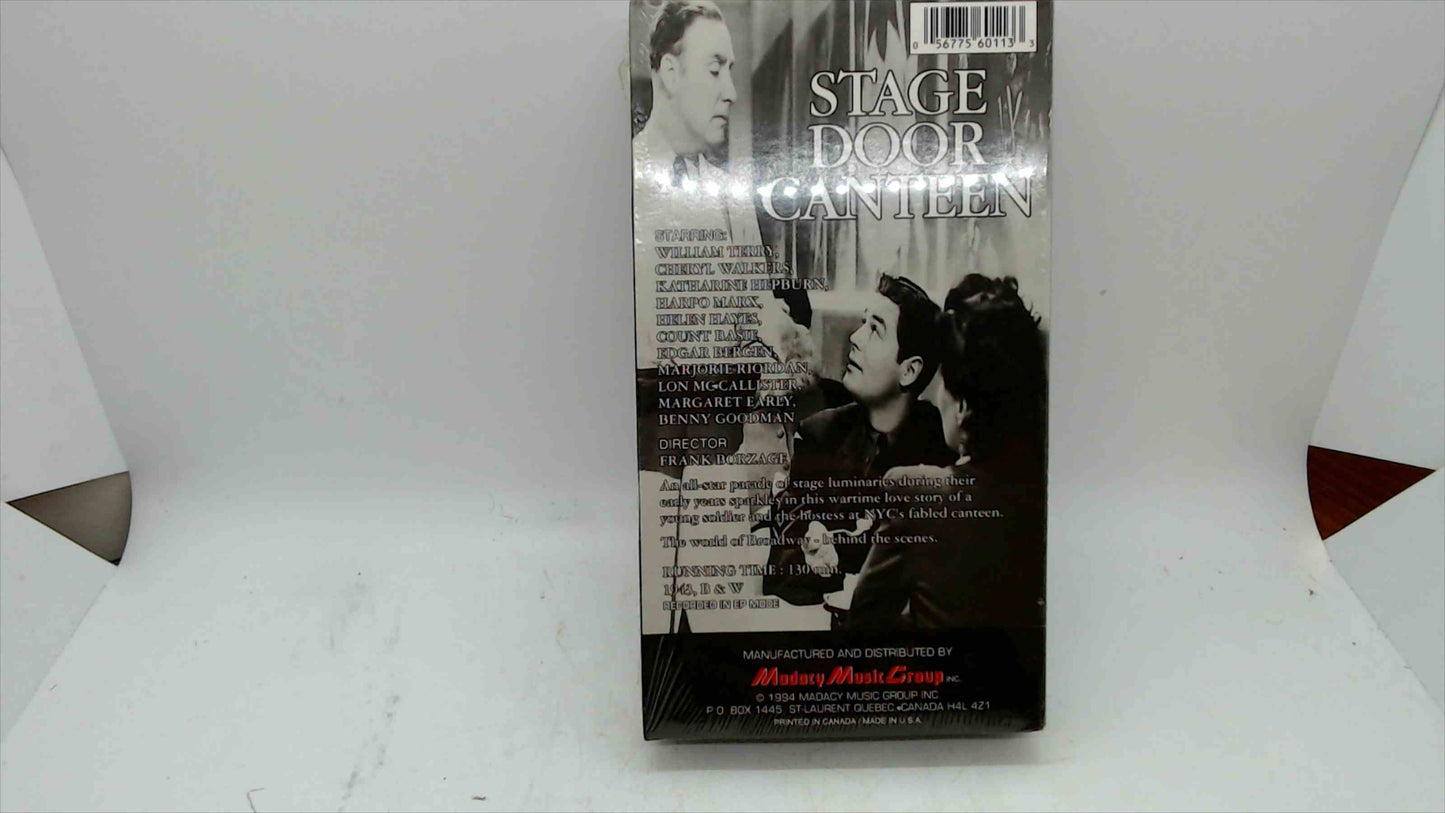 0 56775 60113 3
STAGE
DOOR
CANTEEN
STARRING:
WILLIAM TERRY,
CHERYL WALKERS,
KATHARINE HEPBURN,
HARPO MARX,
HELEN HAYES,
COUNT BASIE,
EDGAR BERGEN,
MARJORIE RIORDAN,
LON MC CALLISTER,
MARGARET EARLY,
BENNY GOODMAN
DIRECTOR
FRANK BORZAGE
An all-star parade of stage luminaries during their
early years sparkles in this wartime love story of a
young soldier and the hostess at NYC's fabled canteen.
The world of Broadway - behind the scenes.
RUNNING TIME : 130 min.
1943, B & W
RECORDED IN EP MODE
MANUFACTURED AND DISTRIBUTED BY
Madacy Music Group INC.
© 1994 MADACY MUSIC GROUP INC
P O BOX 1445 ST-LAURENT QUEBEC •CANADA H4L 4Z1
PRINTED IN CANADA / MADE IN U.S.A.